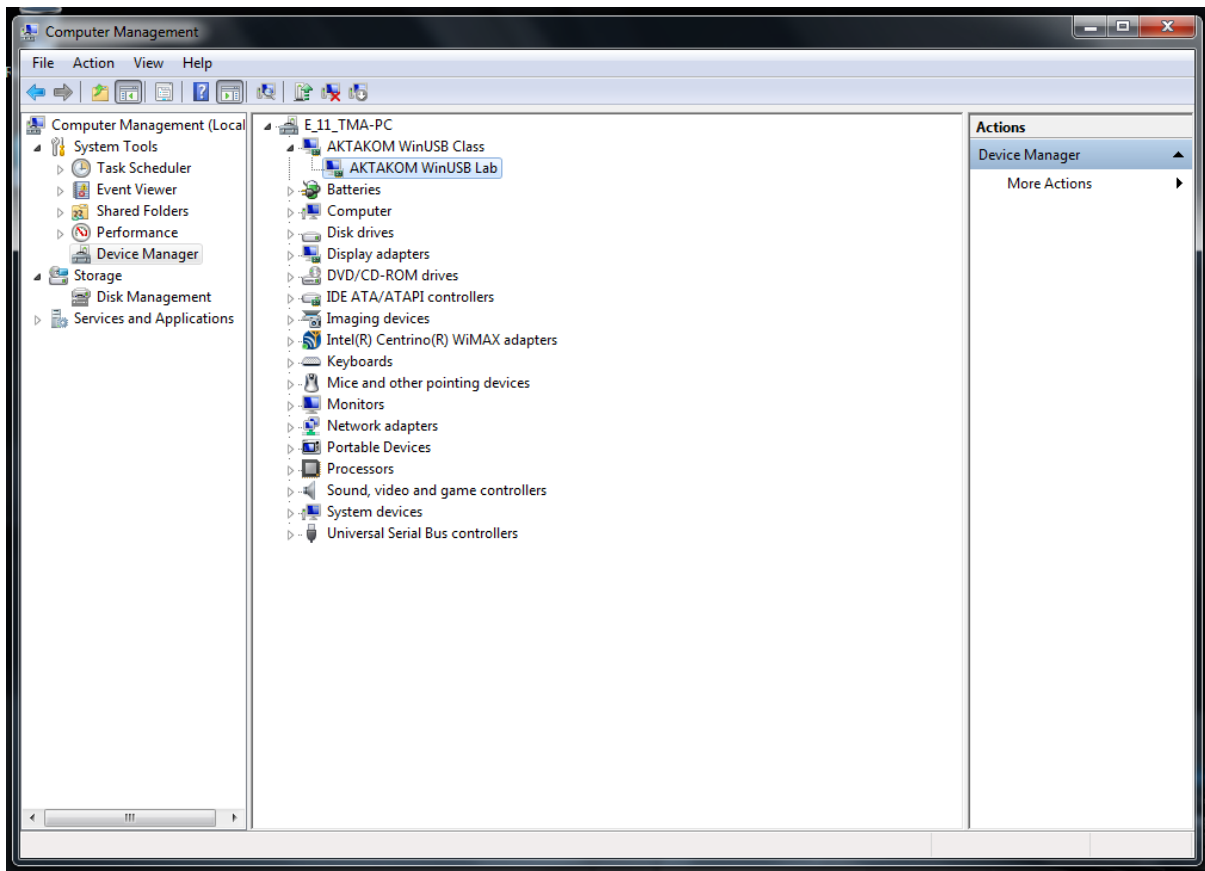 Computer Management
File Action View Help
Computer Management (Local
System Tools
Task Scheduler
Event Viewer
Shared Folders
Performance
Device Manager
Storage
Disk Management
Services and Applications
E_11_TMA-PC
AKTAKOM WinUSB Class
AKTAKOM WinUSB Lab
Batteries
Computer
Disk drives
Display adapters
DVD/CD-ROM drives
IDE ATA/ATAPI controllers
Imaging devices
Intel(R) Centrino(R) WiMAX adapters
Keyboards
Mice and other pointing devices
Monitors
Network adapters
Portable Devices
Processors
Sound, video and game controllers
System devices
Universal Serial Bus controllers
Actions
Device Manager
More Actions